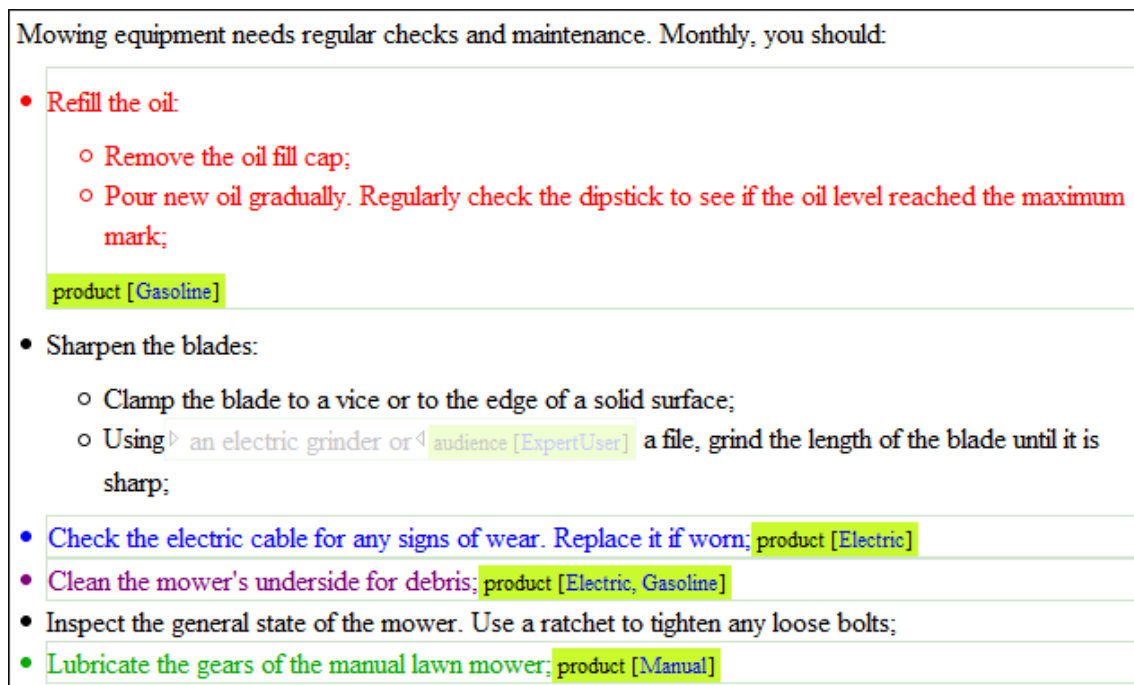 Mowing equipment needs regular checks and maintenance. Monthly, you should:
• Refill the oil:
○ Remove the oil fill cap;
○ Pour new oil gradually. Regularly check the dipstick to see if the oil level reached the maximum
mark;
product [Gasoline]
• Sharpen the blades:
○ Clamp the blade to a vice or to the edge of a solid surface;
○ Using an electric grinder or audience [ExpertUser] a file, grind the length of the blade until it is
sharp;
• Check the electric cable for any signs of wear. Replace it if worn; product [Electric]
• Clean the mower's underside for debris; product [Electric, Gasoline]
• Inspect the general state of the mower. Use a ratchet to tighten any loose bolts;
• Lubricate the gears of the manual lawn mower; product [Manual]